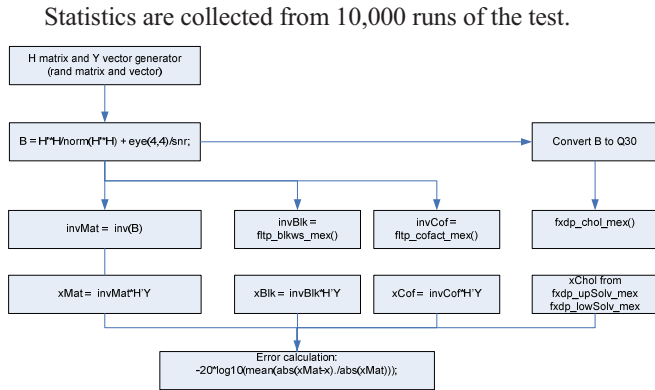 Statistics are collected from 10,000 runs of the test.
H matrix and Y vector generator
(rand matrix and vector)
B = H'*H/norm(H'*H) + eye(4,4)/snr;
Convert B to Q30
invMat = inv(B)
invBlk =
fltp_blkws_mex()
invCof =
fltp_cofact_mex()
fxdp_chol_mex()
xMat = invMat*H'Y
xBlk = invBlk*H'Y
xCof = invCof*H'Y
xChol from
fxdp_upSolv_mex
fxdp_lowSolv_mex
Error calculation:
-20*log10(mean(abs(xMat-x)./abs(xMat)));